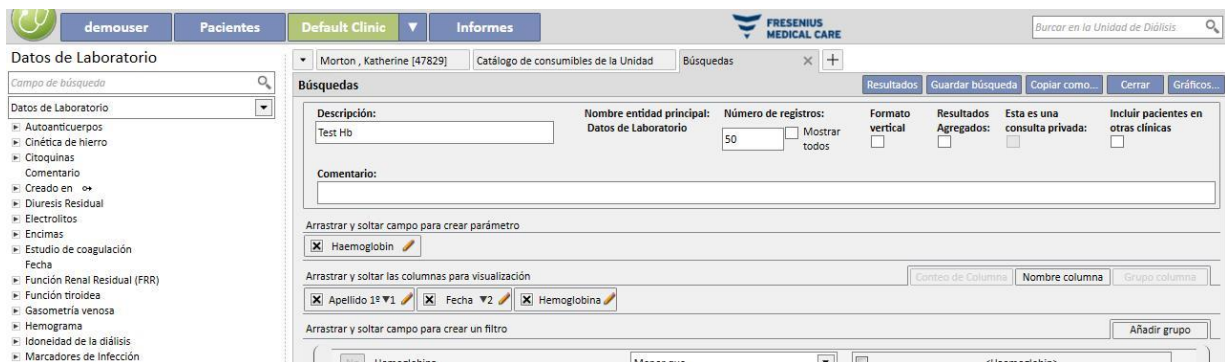 demouser
Pacientes
Default Clinic
Informes
FRESENIUS
MEDICAL CARE
Burcar en la Unidad de Diálisis
Datos de Laboratorio
Campo de búsqueda
Datos de Laboratorio
Autoanticuerpos
Cinética de hierro
Citoquinas
Comentario
Creado en
Diuresis Residual
Electrolitos
Encimas
Estudio de coagulación
Fecha
Función Renal Residual (FRR)
Función tiroidea
Gasometría venosa
Hemograma
Idoneidad de la diálisis
Marcadores de Infección
Morton , Katherine [47829]
Catálogo de consumibles de la Unidad
Búsquedas
Búsquedas
Resultados
Guardar búsqueda
Copiar como...
Cerrar
Gráficos...
Descripción:
Test Hb
Nombre entidad principal:
Datos de Laboratorio
Número de registros:
50
Mostrar
todos
Formato
vertical
Resultados
Agregados:
Esta es una
consulta privada:
Incluir pacientes en
otras clínicas
Comentario:
Arrastrar y soltar campo para crear parámetro
Haemoglobin
Arrastrar y soltar las columnas para visualización
Conteo de Columna
Nombre columna
Grupo columna
Apellido 1º ▼1
Fecha ▼2
Hemoglobina
Arrastrar y soltar campo para crear un filtro
Añadir grupo
No
Hemoglobina
Menor que
<Haemoglobin>